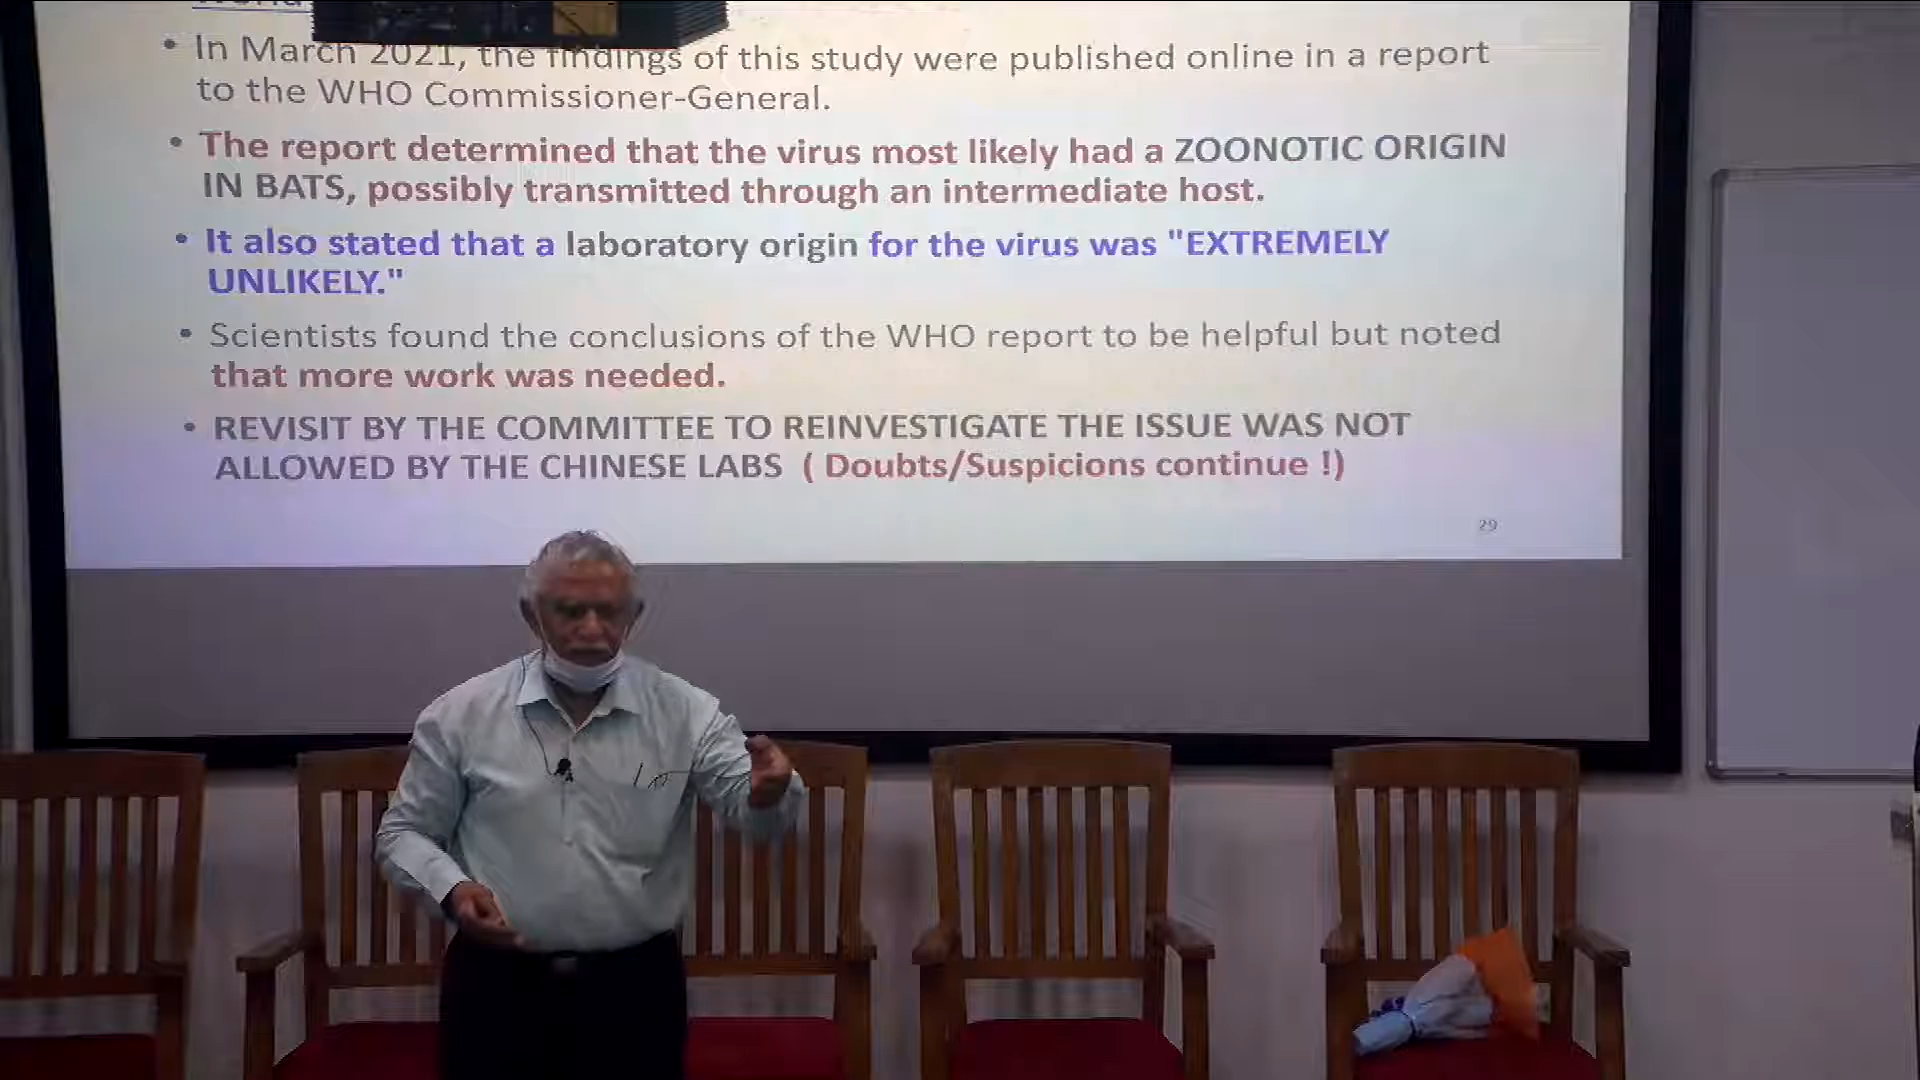 • In March 2021, the findings of this study were published online in a report
to the WHO Commissioner-General.
• The report determined that the virus most likely had a ZOONOTIC ORIGIN
IN BATS, possibly transmitted through an intermediate host.
• It also stated that a laboratory origin for the virus was "EXTREMELY
UNLIKELY."
• Scientists found the conclusions of the WHO report to be helpful but noted
that more work was needed.
• REVISIT BY THE COMMITTEE TO REINVESTIGATE THE ISSUE WAS NOT
ALLOWED BY THE CHINESE LABS ( Doubts/Suspicions continue !)
29